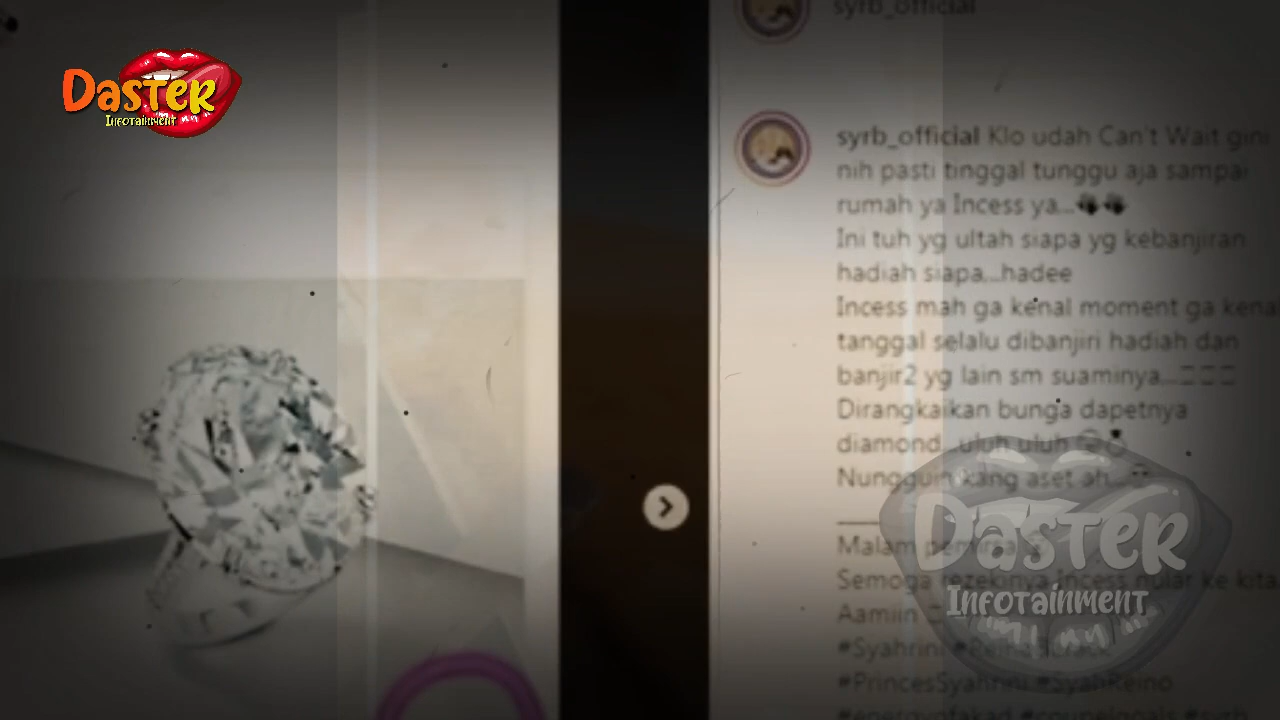 DASTER
INFOTAINMENT
syrb_official
syrb_official Klo udah Can't Wait gini
nih pasti tinggal tunggu aja sampai
rumah ya Incess ya...
Ini tuh yg ultah siapa yg kebanjiran
hadiah siapa...hadee
Incess mah ga kenal moment ga kena
tanggal selalu dibanjiri hadiah dan
banjir2 yg lain sm suaminya...
Dirangkaikan bunga dapetnya
diamond...uluh uluh
Nungguin kang aset ah...
Malam
Semoga rezekinya Incess nular ke kita
Aamiin
#Syahrini
#PrincesSyahrini #SyahReino
DASTER
INFOTAINMENT